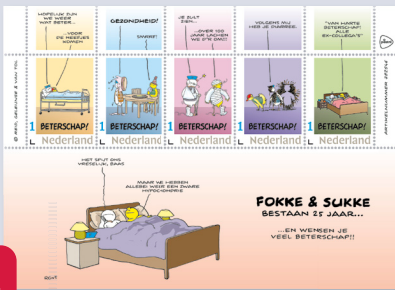 HOPELIJK ZIJN
WE WEER
WAT BETER...
...VOOR
DE MEESJES
KOMEN
GEZONDHEID!
JE ZULT
ZIEN...
...OVER 100
JAAR LACHEN
WE D'R OM!!
VOLGENS MIJ
HEB JE DIARREE.
"VAN HARTE
BETERSCHAP!
ALLE
EX-COLLEGA'S"
1 BETERSCHAP!
Nederland
1 BETERSCHAP!
Nederland
1 BETERSCHAP!
Nederland
1 BETERSCHAP!
Nederland
1 BETERSCHAP!
Nederland
HET SPIJT ONS
VRESELIJK, BAAS
MAAR WE HEBBEN
ALLEBEI WEER EEN ZWARE
HYPOCHONDRIE
FOKKE & SUKKE
BESTAAN 25 JAAR...
...EN WENSEN JE
VEEL BETERSCHAP!!